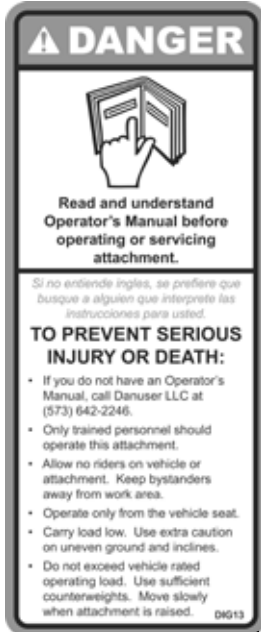 DANGER
Read and understand
Operator's Manual before
operating or servicing
attachment.
Si no entiende ingles, se prefiere que
busque a alguien que interprete las
instrucciones para usted.
TO PREVENT SERIOUS
INJURY OR DEATH:
• If you do not have an Operator's
Manual, call Danuser LLC at
(573) 642-2246.
• Only trained personnel should
operate this attachment.
• Allow no riders on vehicle or
attachment. Keep bystanders
away from work area.
• Operate only from the vehicle seat.
• Carry load low. Use extra caution
on uneven ground and inclines.
• Do not exceed vehicle rated
operating load. Use sufficient
counterweights. Move slowly
when attachment is raised. DIG13